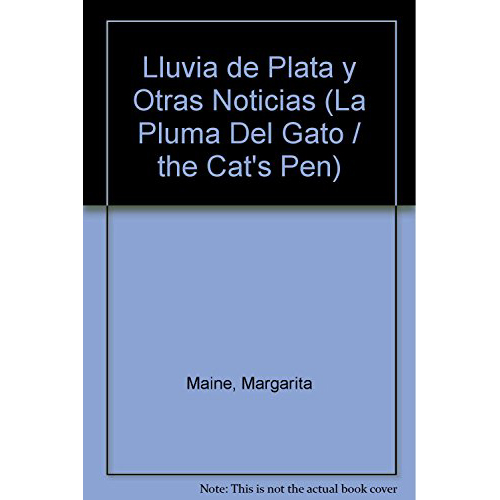 Lluvia de Plata y
Otras Noticias (La
Pluma Del Gato /
the Cat's Pen)
Maine, Margarita
Note: This is not the actual book cover